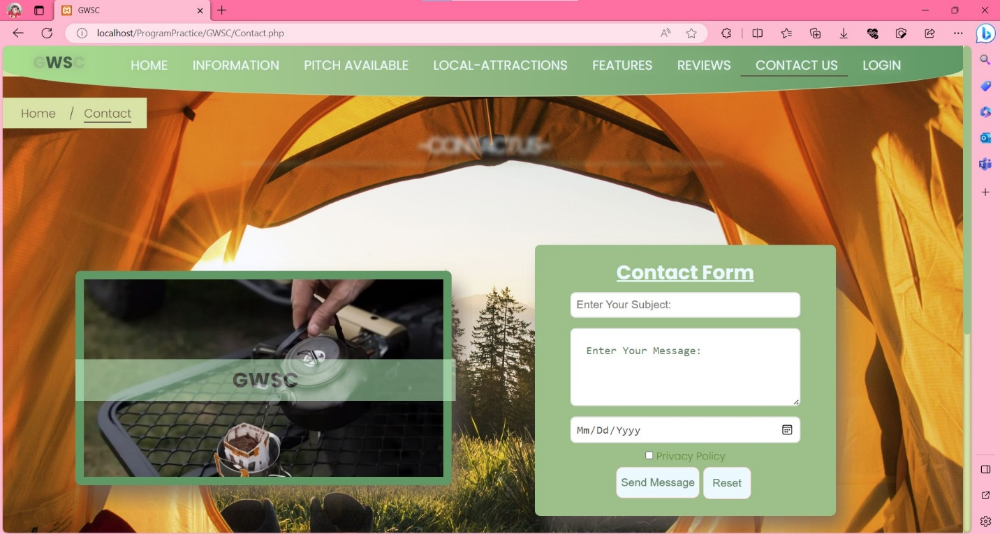 GWSC
localhost/ProgramPractice/GWSC/Contact.php
GWSC
HOME INFORMATION PITCH AVAILABLE LOCAL-ATTRACTIONS FEATURES REVIEWS CONTACT US LOGIN
Home / Contact
-CONTACT US-
Contact Form
Enter Your Subject:
Enter Your Message:
GWSC
Mm/Dd/Yyyy
Privacy Policy
Send Message Reset